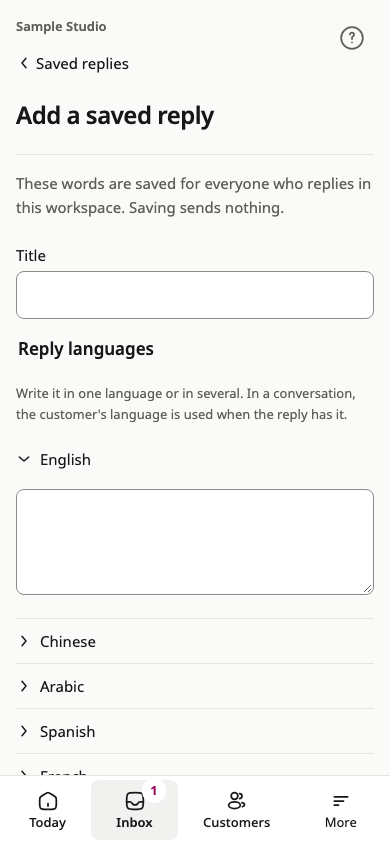 Sample Studio
Saved replies
Add a saved reply
These words are saved for everyone who replies in
this workspace. Saving sends nothing.
Title
Reply languages
Write it in one language or in several. In a conversation,
the customer's language is used when the reply has it.
English
Chinese
Arabic
Spanish
French
1
Today
Inbox
Customers
More